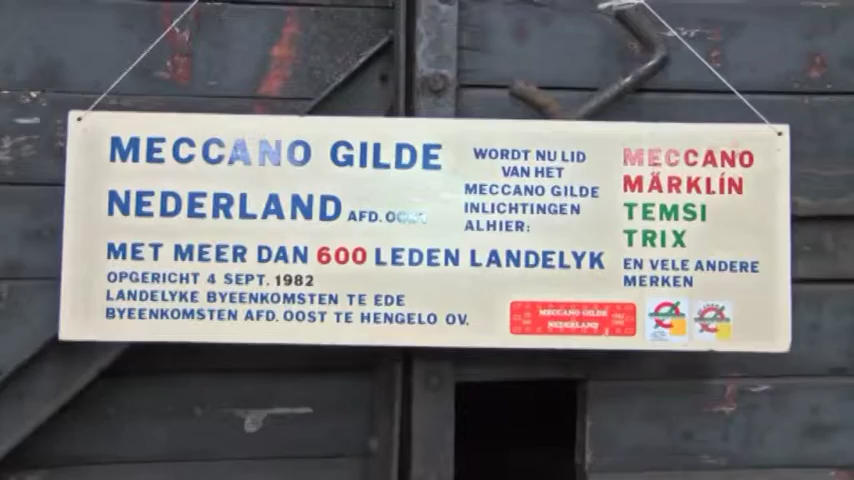 MECCANO GILDE
NEDERLAND AFD.
MET MEER DAN 600 LEDEN LANDELYK
OPGERICHT 4 SEPT. 1982
LANDELYKE BYEENKOMSTEN TE EDE
BYEENKOMSTEN AFD. OOST TE HENGELO OV.
WORDT NU LID
VAN HET
MECCANO GILDE
INLICHTINGEN
ALHIER:
MECCANO
MÄRKLÍN
TEMSI
TRIX
EN VELE ANDERE
MERKEN
MECCANO GILDE
NEDERLAND